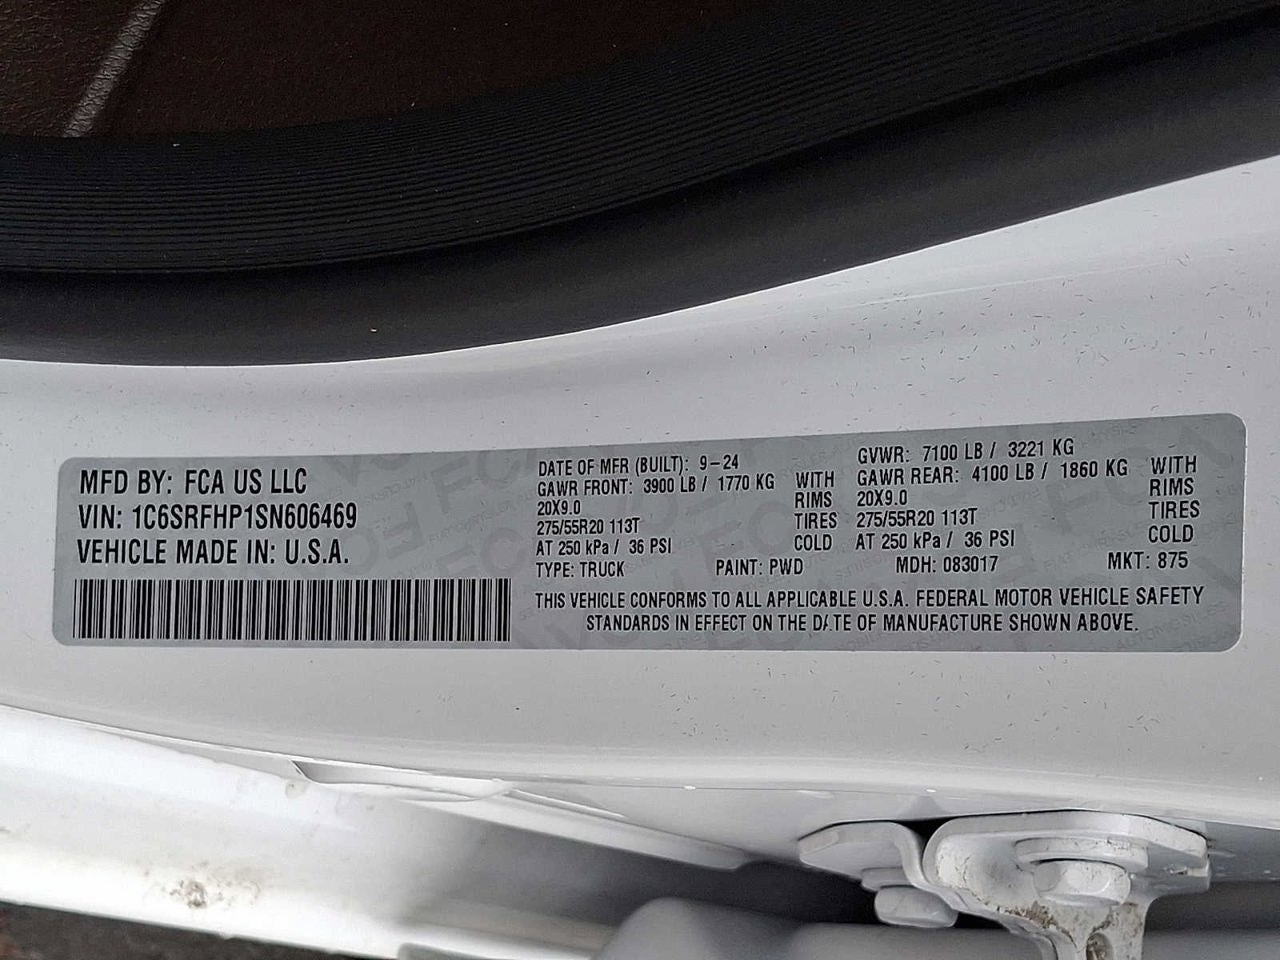 MFD BY: FCA US LLC
VIN: 1C6SRFHP1SN606469
VEHICLE MADE IN: U.S.A.
DATE OF MFR (BUILT): 9-24
GAWR FRONT: 3900 LB / 1770 KG WITH
20X9.0 RIMS
275/55R20 113T TIRES
AT 250 kPa / 36 PSI COLD
GVWR: 7100 LB / 3221 KG
GAWR REAR: 4100 LB / 1860 KG WITH
20X9.0 RIMS
275/55R20 113T TIRES
AT 250 kPa / 36 PSI COLD
TYPE: TRUCK PAINT: PWD MDH: 083017 MKT: 875
THIS VEHICLE CONFORMS TO ALL APPLICABLE U.S.A. FEDERAL MOTOR VEHICLE SAFETY
STANDARDS IN EFFECT ON THE DATE OF MANUFACTURE SHOWN ABOVE.